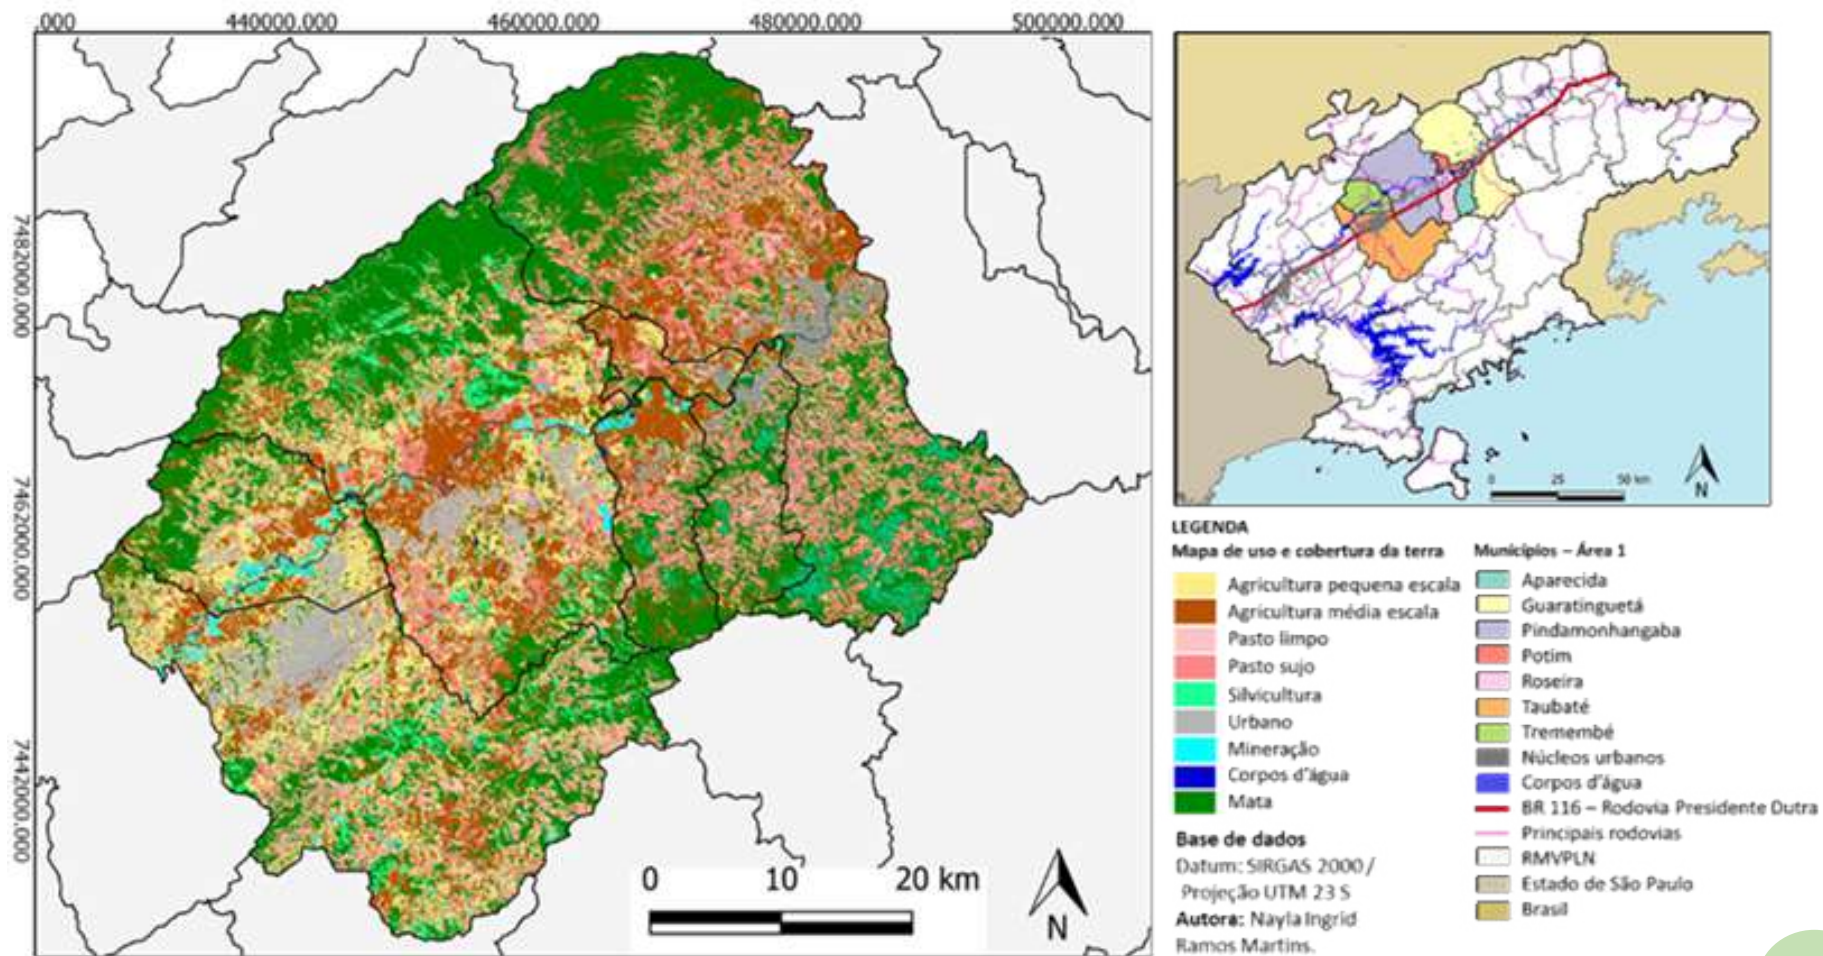 .000 440000.000 460000.000 480000.000 500000.000
7482000.000
7462000.000
7442000.000
0 10 20 km
N
0 25 50 km
N
LEGENDA
Mapa de uso e cobertura da terra
Agricultura pequena escala
Agricultura média escala
Pasto limpo
Pasto sujo
Silvicultura
Urbano
Mineração
Corpos d'água
Mata
Municípios – Área 1
Aparecida
Guaratinguetá
Pindamonhangaba
Potim
Roseira
Taubaté
Tremembé
Núcleos urbanos
Corpos d'água
BR 116 – Rodovia Presidente Dutra
Principais rodovias
RMVPLN
Estado de São Paulo
Brasil
Base de dados
Datum: SIRGAS 2000 /
Projeção UTM 23 S
Autora: Nayla Ingrid
Ramos Martins.